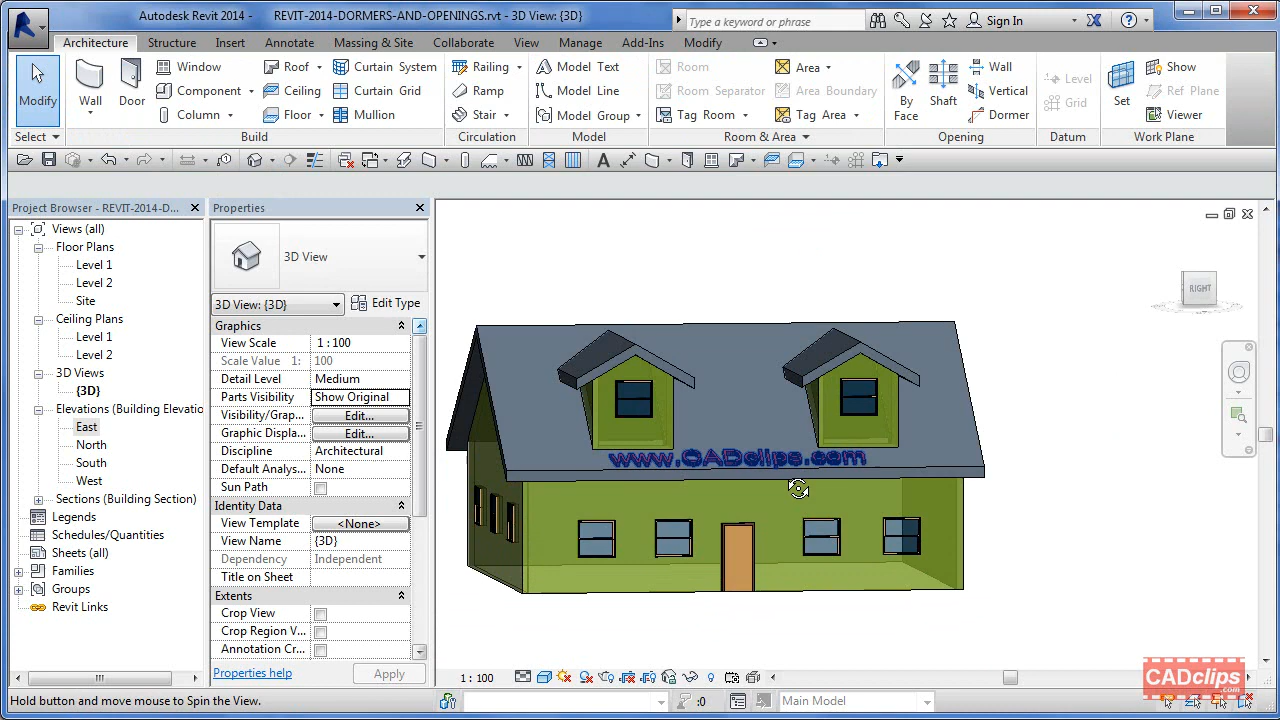 Autodesk Revit 2014 - REVIT-2014-DORMERS-AND-OPENINGS.rvt - 3D View: {3D}
Type a keyword or phrase
Sign In
Architecture Structure Insert Annotate Massing & Site Collaborate View Manage Add-Ins Modify
Window Roof Curtain System Railing Model Text Room Area Wall Level Show
Modify Wall Door Component Ceiling Curtain Grid Ramp Model Line Room Separator Area Boundary By Face Shaft Vertical Grid Set Ref Plane
Column Floor Mullion Stair Model Group Tag Room Tag Area Dormer Viewer
Select Build Circulation Model Room & Area Opening Datum Work Plane
Project Browser - REVIT-2014-D...
Views (all)
Floor Plans
Level 1
Level 2
Site
Ceiling Plans
Level 1
Level 2
3D Views
{3D}
Elevations (Building Elevatio
East
North
South
West
Sections (Building Section)
Legends
Schedules/Quantities
Sheets (all)
Families
Groups
Revit Links
Properties
3D View
3D View: {3D} Edit Type
Graphics
View Scale 1 : 100
Scale Value 1: 100
Detail Level Medium
Parts Visibility Show Original
Visibility/Grap... Edit...
Graphic Displa... Edit...
Discipline Architectural
Default Analys... None
Sun Path
Identity Data
View Template <None>
View Name {3D}
Dependency Independent
Title on Sheet
Extents
Crop View
Crop Region V...
Annotation Cr...
Properties help Apply
RIGHT
www.CADclips.com
1 : 100
CADclips
.com
Hold button and move mouse to Spin the View.
:0
Main Model